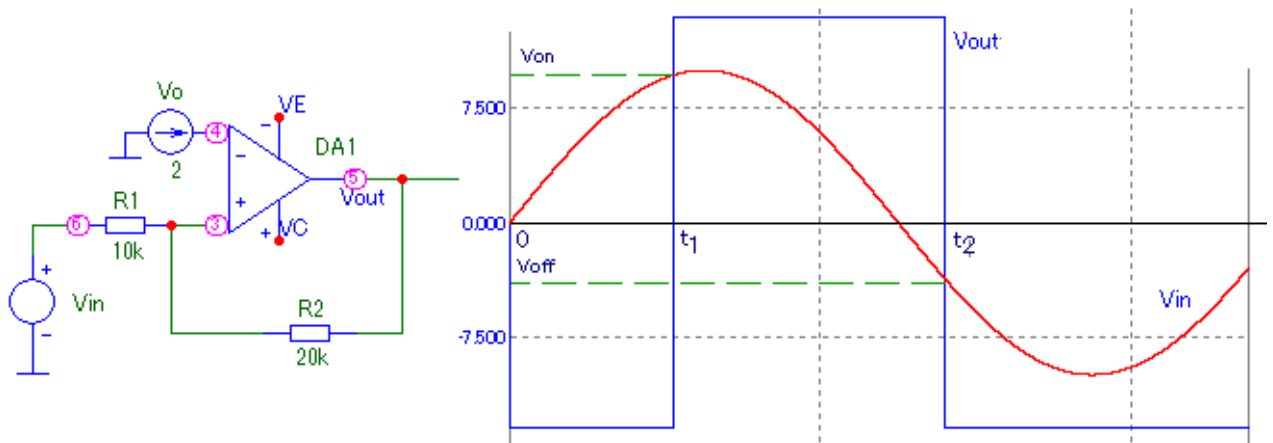 Vo
2
4
VE
−
−
DA1
5
Vout
+
3
VC
+
6
R1
10k
+
Vin
−
R2
20k
Von
7.500
0.000
Voff
-7.500
0
t1
t2
Vout
Vin